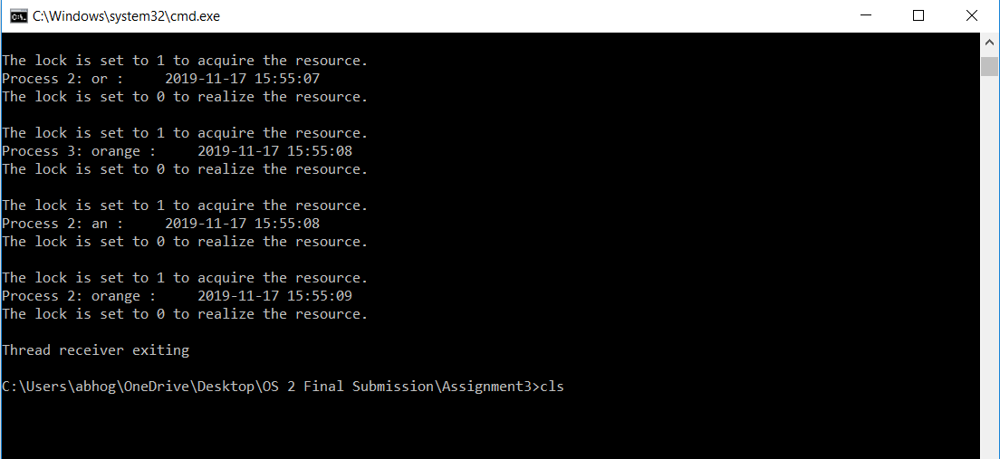 C:\Windows\system32\cmd.exe
The lock is set to 1 to acquire the resource.
Process 2: or :     2019-11-17 15:55:07
The lock is set to 0 to realize the resource.
The lock is set to 1 to acquire the resource.
Process 3: orange :     2019-11-17 15:55:08
The lock is set to 0 to realize the resource.
The lock is set to 1 to acquire the resource.
Process 2: an :     2019-11-17 15:55:08
The lock is set to 0 to realize the resource.
The lock is set to 1 to acquire the resource.
Process 2: orange :     2019-11-17 15:55:09
The lock is set to 0 to realize the resource.
Thread receiver exiting
C:\Users\abhog\OneDrive\Desktop\OS 2 Final Submission\Assignment3>cls